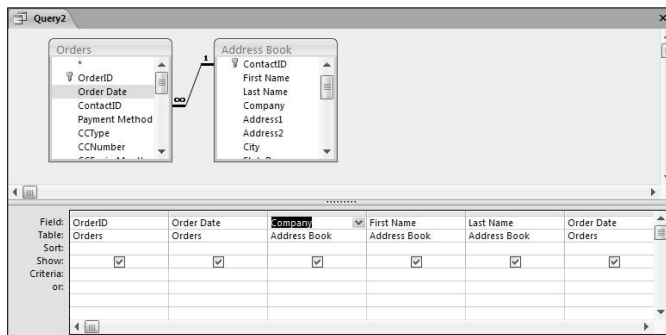 Query2
Orders
*
OrderID
Order Date
ContactID
Payment Method
CCType
CCNumber
1
∞
Address Book
ContactID
First Name
Last Name
Company
Address1
Address2
City
Field: OrderID Order Date Company First Name Last Name Order Date
Table: Orders Orders Address Book Address Book Address Book Orders
Sort:
Show:
Criteria:
or: